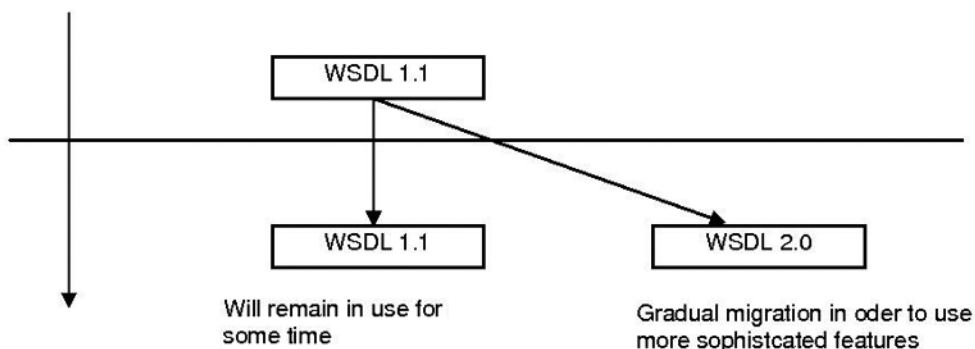 WSDL 1.1
WSDL 1.1
WSDL 2.0
Will remain in use for
some time
Gradual migration in oder to use
more sophistcated features